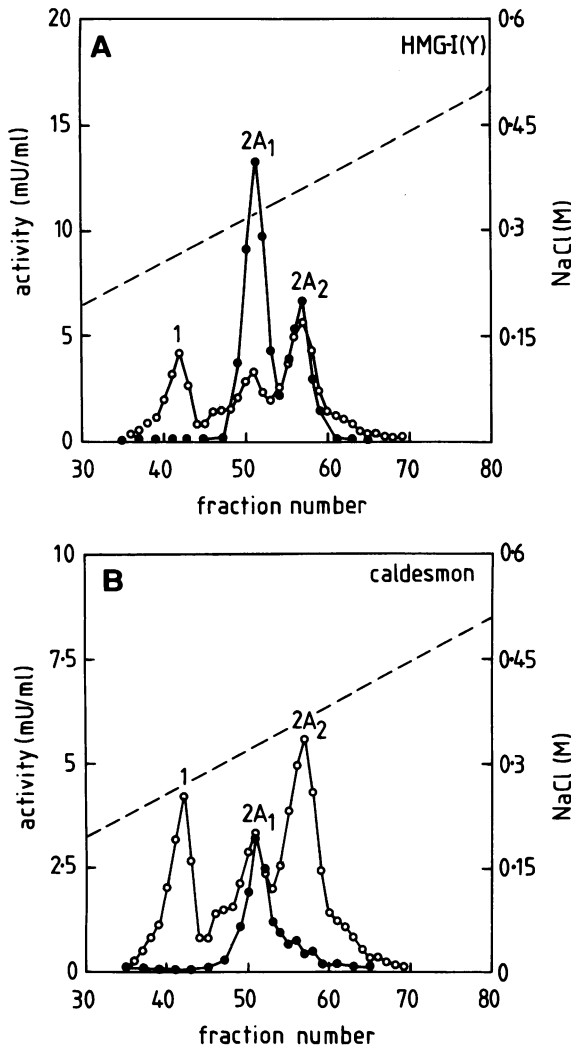 A
HMG-I(Y)
20
15
10
5
0
0·6
0·45
0·3
0·15
activity (mU/ml)
NaCl (M)
1
2A1
2A2
30 40 50 60 70 80
fraction number
B
caldesmon
10
7·5
5
2·5
0
0·6
0·45
0·3
0·15
0
activity (mU/ml)
NaCl (M)
1
2A1
2A2
30 40 50 60 70 80
fraction number